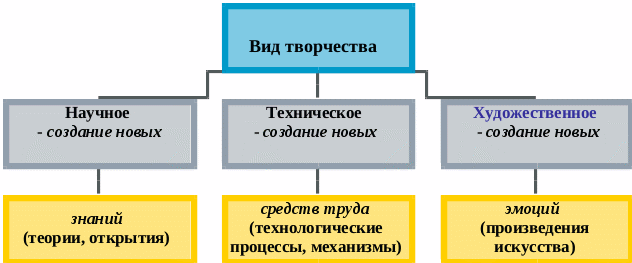 Вид творчества
Научное
- создание новых
Техническое
- создание новых
Художественное
- создание новых
знаний
(теории, открытия)
средств труда
(технологические
процессы, механизмы)
эмоций
(произведения
искусства)